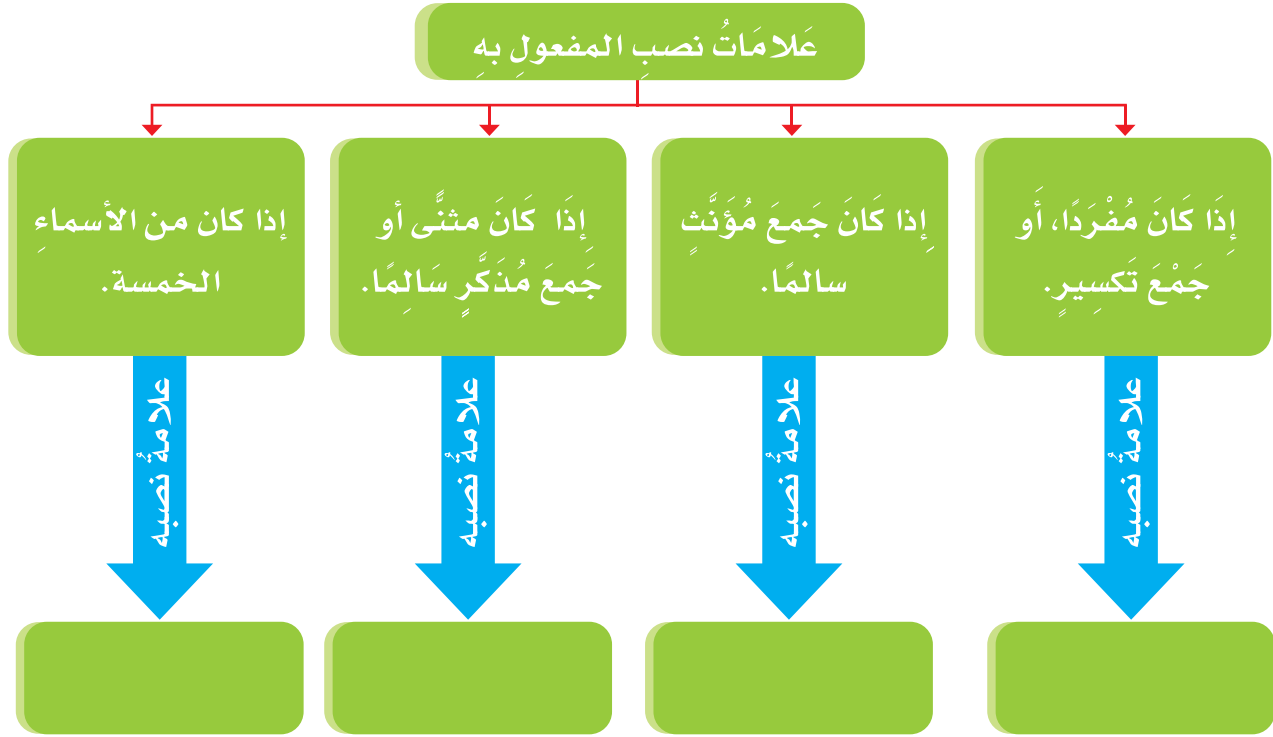 عَلامَاتُ نصبِ المفعولِ بهِ
إِذَا كَانَ مُفْرَدًا، أَو
جَمْعَ تَكسِيرٍ.
إِذا كَانَ جَمعَ مُؤَنَّثٍ
سالمًا.
إِذَا كَانَ مثنًّى أو
جَمعَ مُذَكَّرٍ سَالِمًا.
إذا كان من الأسماءِ
الخمسة.
علامةُ نصبه
علامةُ نصبه
علامةُ نصبه
علامةُ نصبه